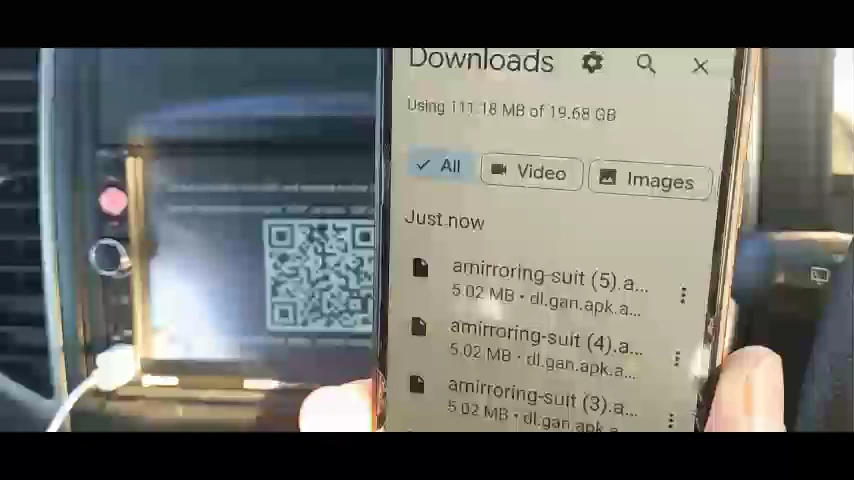 Downloads
Using 111.18 MB of 19.68 GB
All
Video
Images
Just now
amirroring-suit (5).a...
5.02 MB • dl.gan.apk.a...
amirroring-suit (4).a...
5.02 MB • dl.gan.apk.a...
amirroring-suit (3).a...
5.02 MB • dl.gan.apk.a...